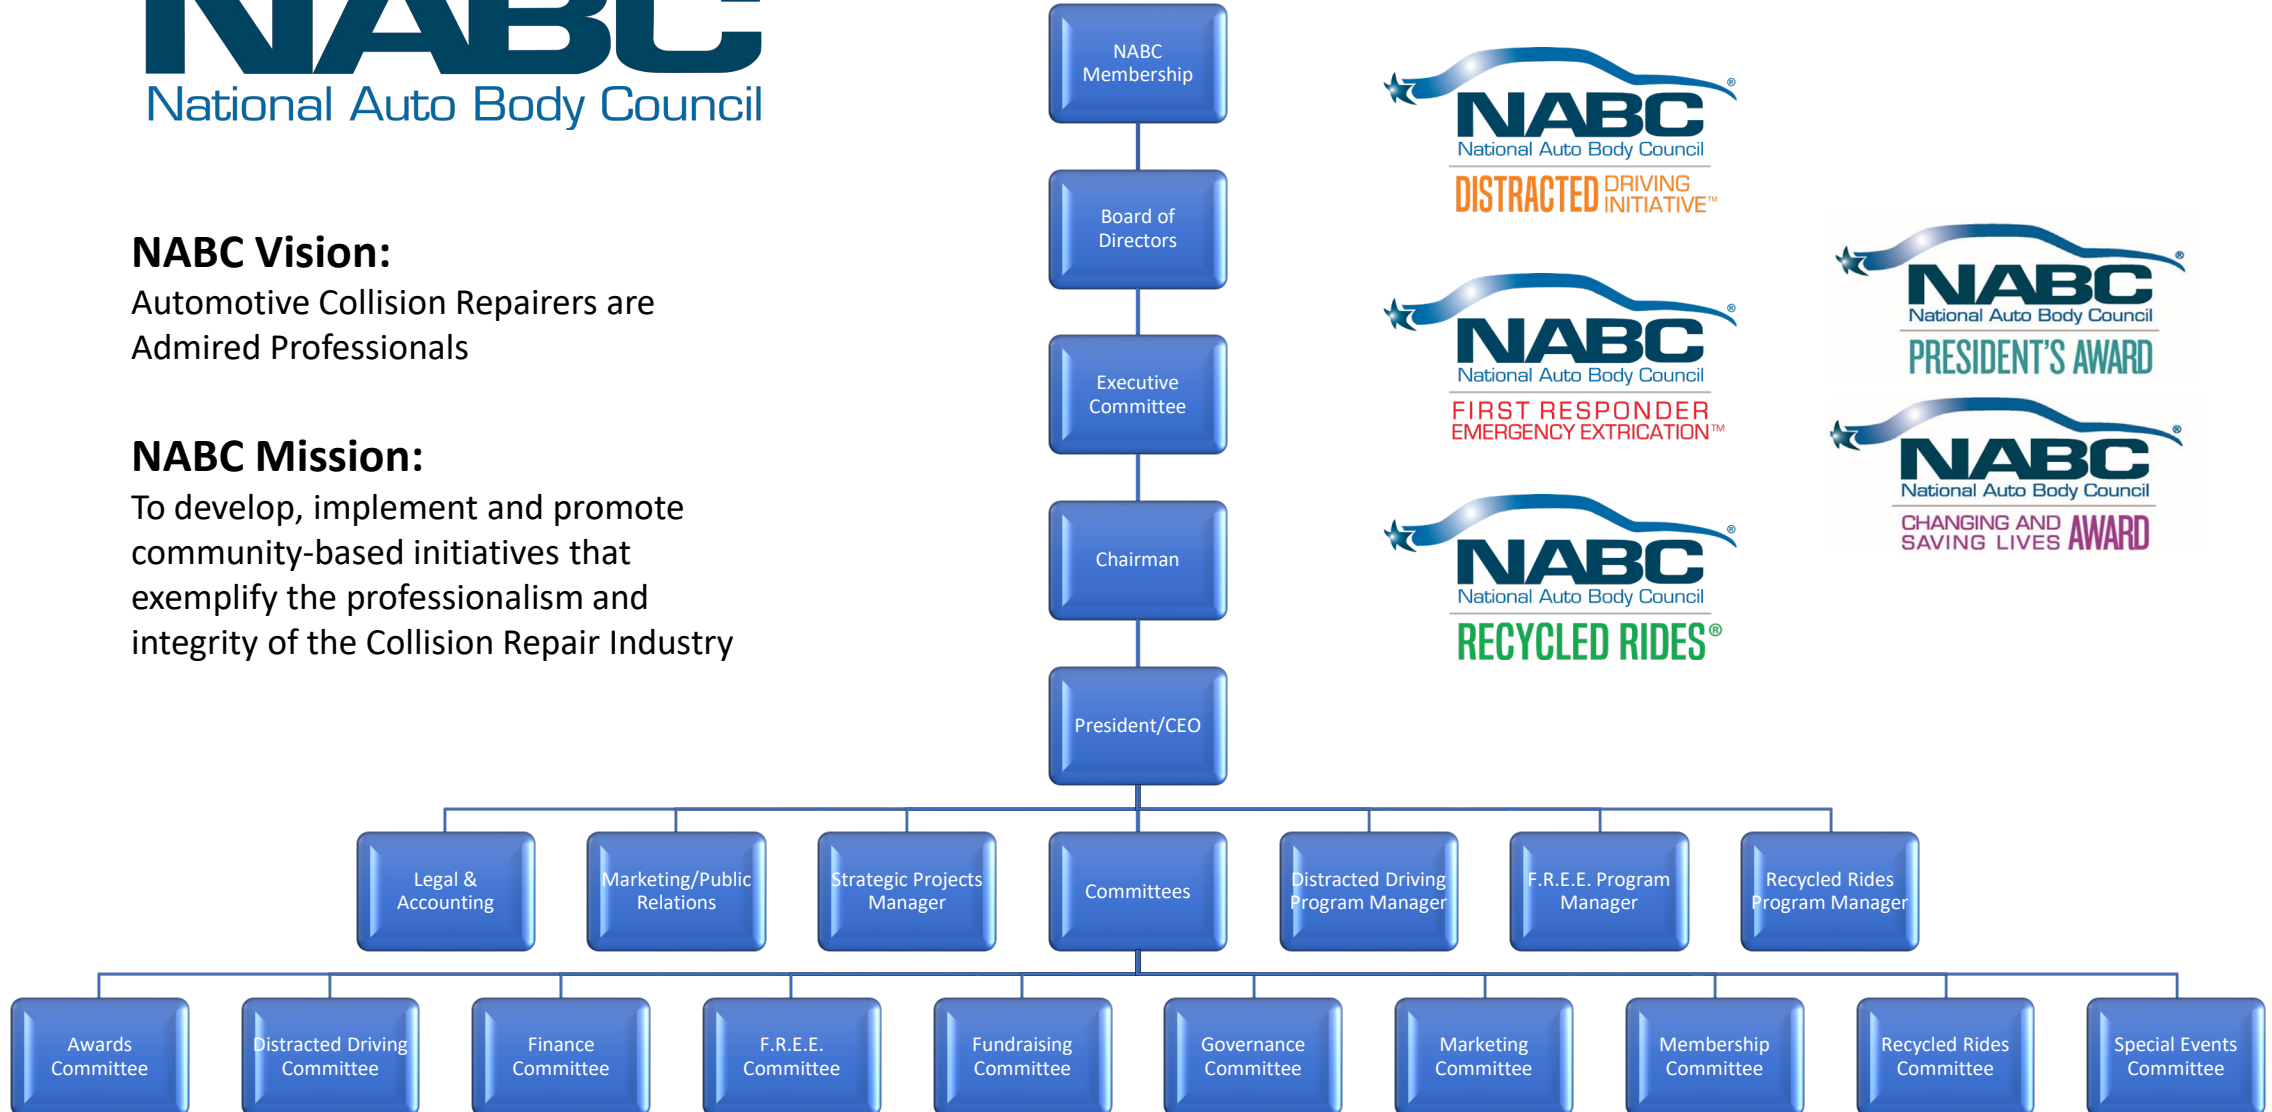 NABC
National Auto Body Council
NABC Vision:
Automotive Collision Repairers are
Admired Professionals
NABC Mission:
To develop, implement and promote
community-based initiatives that
exemplify the professionalism and
integrity of the Collision Repair Industry
NABC
Membership
Board of
Directors
Executive
Committee
Chairman
President/CEO
®
NABC
National Auto Body Council
DISTRACTED DRIVING
INITIATIVE™
®
NABC
National Auto Body Council
FIRST RESPONDER
EMERGENCY EXTRICATION™
®
NABC
National Auto Body Council
RECYCLED RIDES®
®
NABC
National Auto Body Council
PRESIDENT'S AWARD
®
NABC
National Auto Body Council
CHANGING AND
SAVING LIVES AWARD
Legal &
Accounting
Marketing/Public
Relations
Strategic Projects
Manager
Committees
Distracted Driving
Program Manager
F.R.E.E. Program
Manager
Recycled Rides
Program Manager
Awards
Committee
Distracted Driving
Committee
Finance
Committee
F.R.E.E.
Committee
Fundraising
Committee
Governance
Committee
Marketing
Committee
Membership
Committee
Recycled Rides
Committee
Special Events
Committee